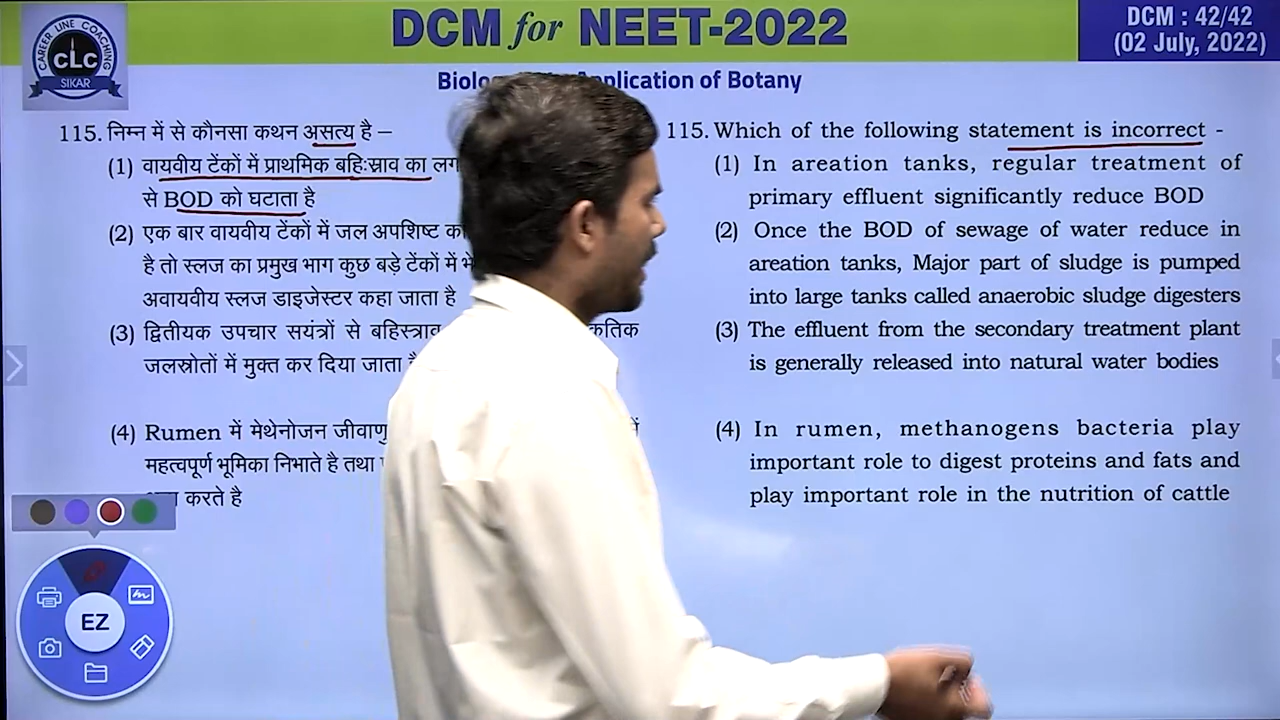 DCM for NEET-2022
DCM : 42/42
(02 July, 2022)
CAREER LINE COACHING
CLC
SIKAR
Application of Botany
115. निम्न में से कौनसा कथन असत्य है –
(1) वायवीय टेंकों में प्राथमिक बहि:स्राव का
से BOD को घटाता है
(2) एक बार वायवीय टेंकों में जल अपशिष्ट
है तो स्लज का प्रमुख भाग कुछ बड़े टेंकों में
अवायवीय स्लज डाइजेस्टर कहा जाता है
(3) द्वितीयक उपचार सयंत्रों से बहिस्त्राव
जलस्रोतों में मुक्त कर दिया जाता
(4) Rumen में मेथेनोजन जीवाणु
महत्वपूर्ण भूमिका निभाते है तथा
करते है
115. Which of the following statement is incorrect -
(1) In areation tanks, regular treatment of
primary effluent significantly reduce BOD
(2) Once the BOD of sewage of water reduce in
areation tanks, Major part of sludge is pumped
into large tanks called anaerobic sludge digesters
(3) The effluent from the secondary treatment plant
is generally released into natural water bodies
(4) In rumen, methanogens bacteria play
important role to digest proteins and fats and
play important role in the nutrition of cattle
EZ